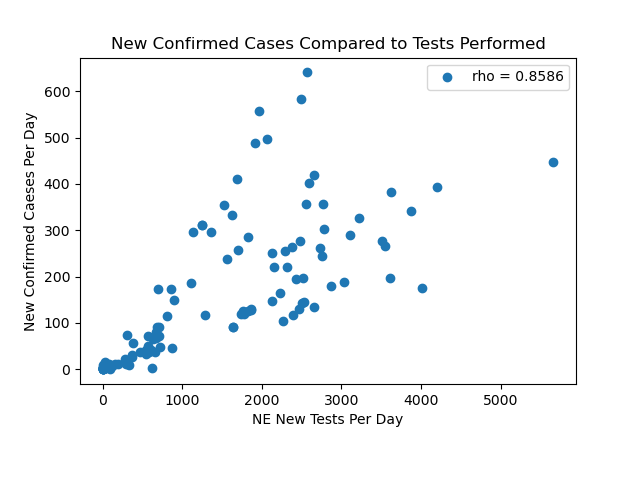 New Confirmed Cases Compared to Tests Performed
rho = 0.8586
New Confirmed Caeses Per Day
600
500
400
300
200
100
0
0 1000 2000 3000 4000 5000
NE New Tests Per Day